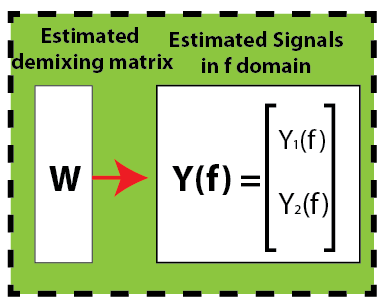 Estimated
demixing matrix
Estimated Signals
in f domain
W
Y(f) =
Y₁(f)
Y₂(f)